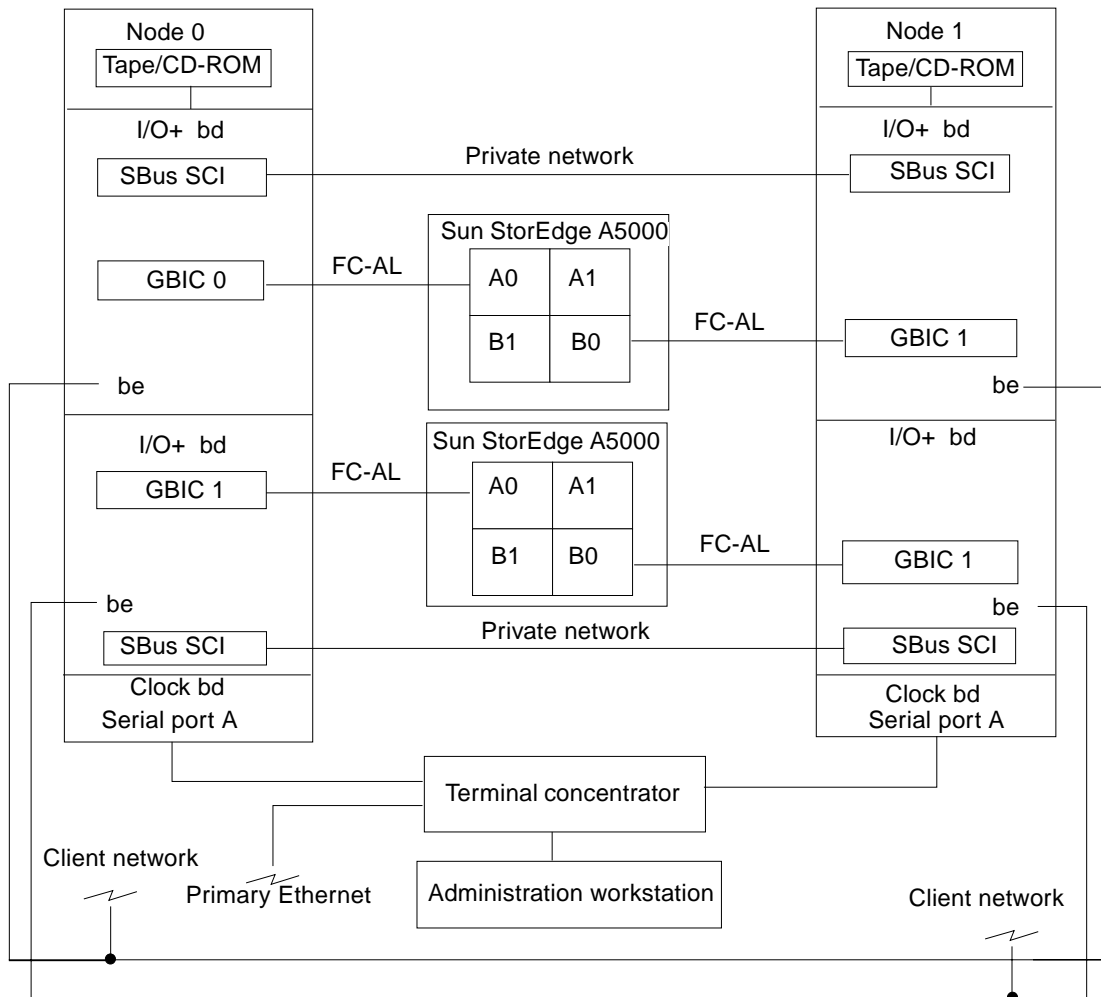 Node 0
Tape/CD-ROM
I/O+ bd
SBus SCI
GBIC 0
be
I/O+ bd
GBIC 1
be
SBus SCI
Clock bd
Serial port A
Private network
Sun StorEdge A5000
A0 A1
B1 B0
FC-AL
FC-AL
Sun StorEdge A5000
A0 A1
B1 B0
FC-AL
FC-AL
Private network
Node 1
Tape/CD-ROM
I/O+ bd
SBus SCI
GBIC 1
be
I/O+ bd
GBIC 1
be
SBus SCI
Clock bd
Serial port A
Terminal concentrator
Client network
Primary Ethernet
Administration workstation
Client network